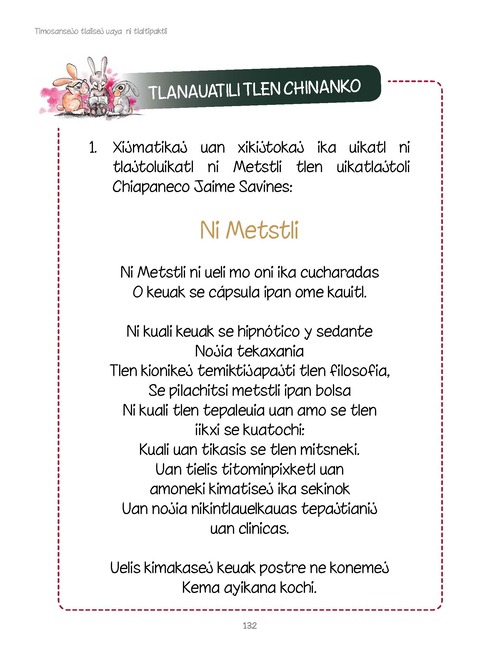 Timosansejo tlalisej uaya ni tlaltipaktli
TLANAUATILI TLEN CHINANKO
1. Xijmatikaj uan xikijtokaj ika uikatl ni
tlajtoluikatl ni Metstli tlen uikatlajtoli
Chiapaneco Jaime Savines:
Ni Metstli
Ni Metstli ni ueli mo oni ika cucharadas
O keuak se cápsula ipan ome kauitl.
Ni kuali keuak se hipnótico y sedante
Nojia tekaxania
Tlen kionikej temiktijapajti tlen filosofia,
Se pilachitsi metstli ipan bolsa
Ni kuali tlen tepaleuia uan amo se tlen
iikxi se kuatochi:
Kuali uan tikasis se tlen mitsneki.
Uan tielis titominpixketl uan
amoneki kimatisej ika sekinok
Uan nojia nikintlauelkauas tepajtianij
uan clinicas.
Uelis kimakasej keuak postre ne konemej
Kema ayikana kochi.
132